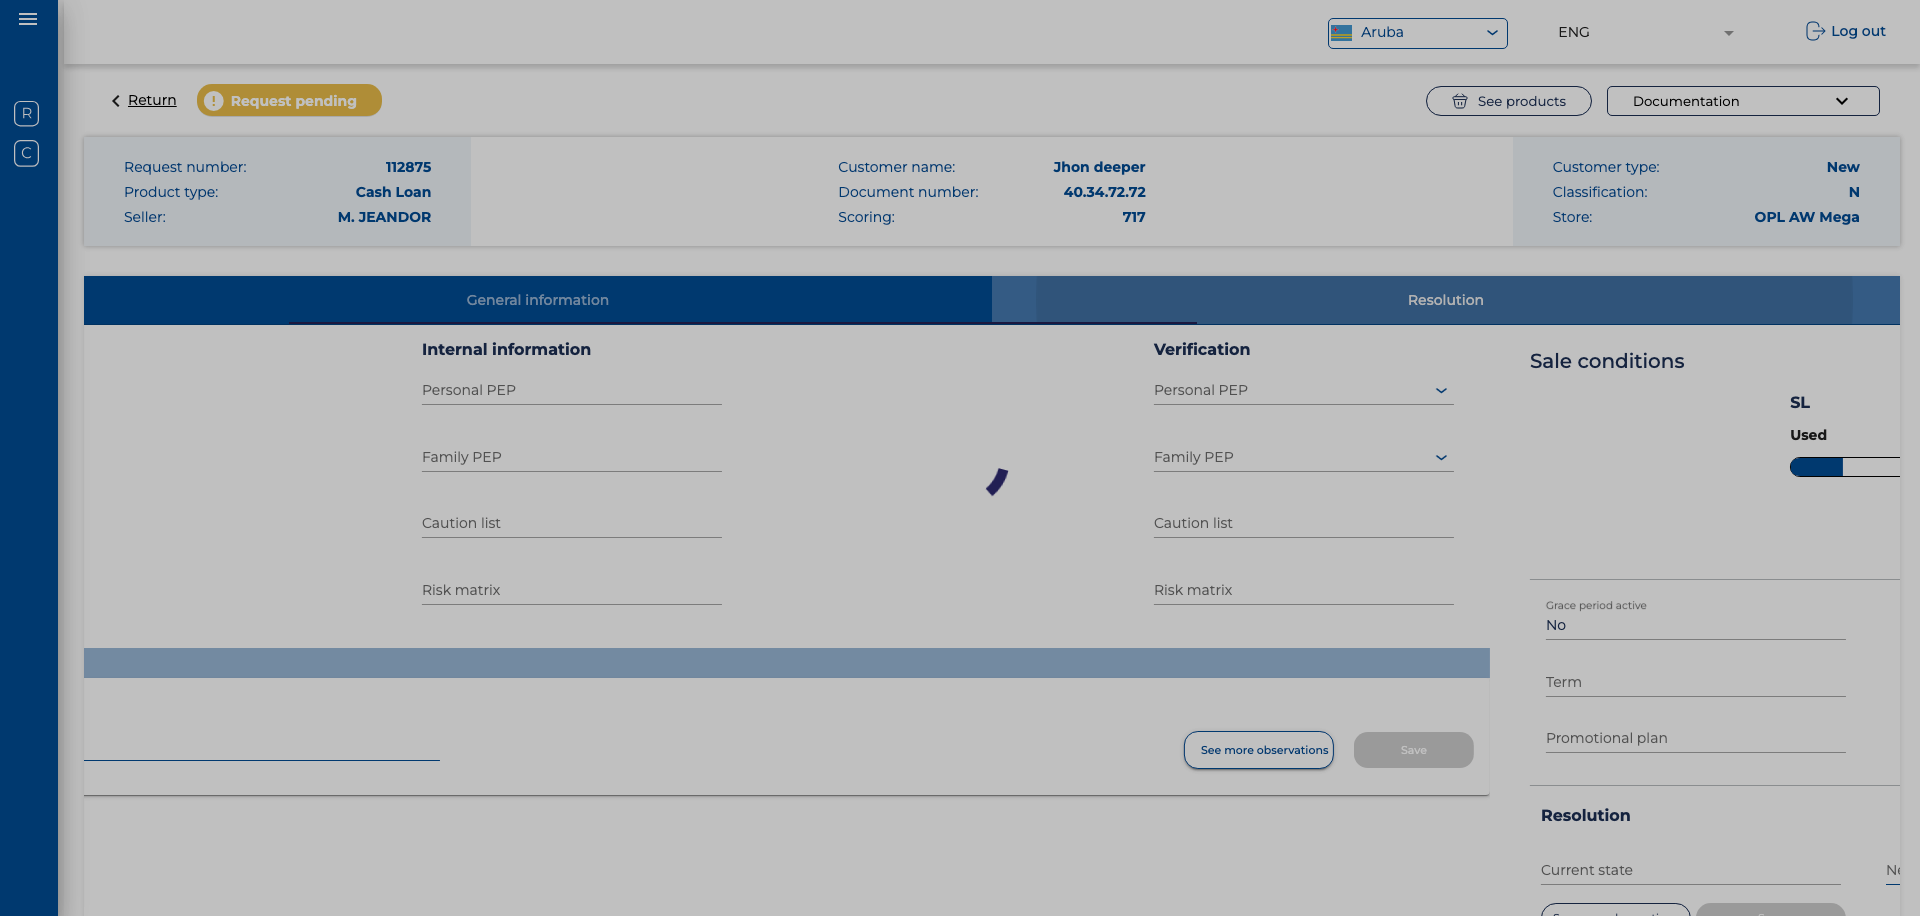 Aruba
ENG
Log out
R
C
Return
Request pending
See products
Documentation
Request number: 112875
Product type: Cash Loan
Seller: M. JEANDOR
Customer name: Jhon deeper
Document number: 40.34.72.72
Scoring: 717
Customer type: New
Classification: N
Store: OPL AW Mega
General information
Resolution
Internal information
Personal PEP
Family PEP
Caution list
Risk matrix
Verification
Personal PEP
Family PEP
Caution list
Risk matrix
See more observations
Save
Sale conditions
SL
Used
Grace period active
No
Term
Promotional plan
Resolution
Current state